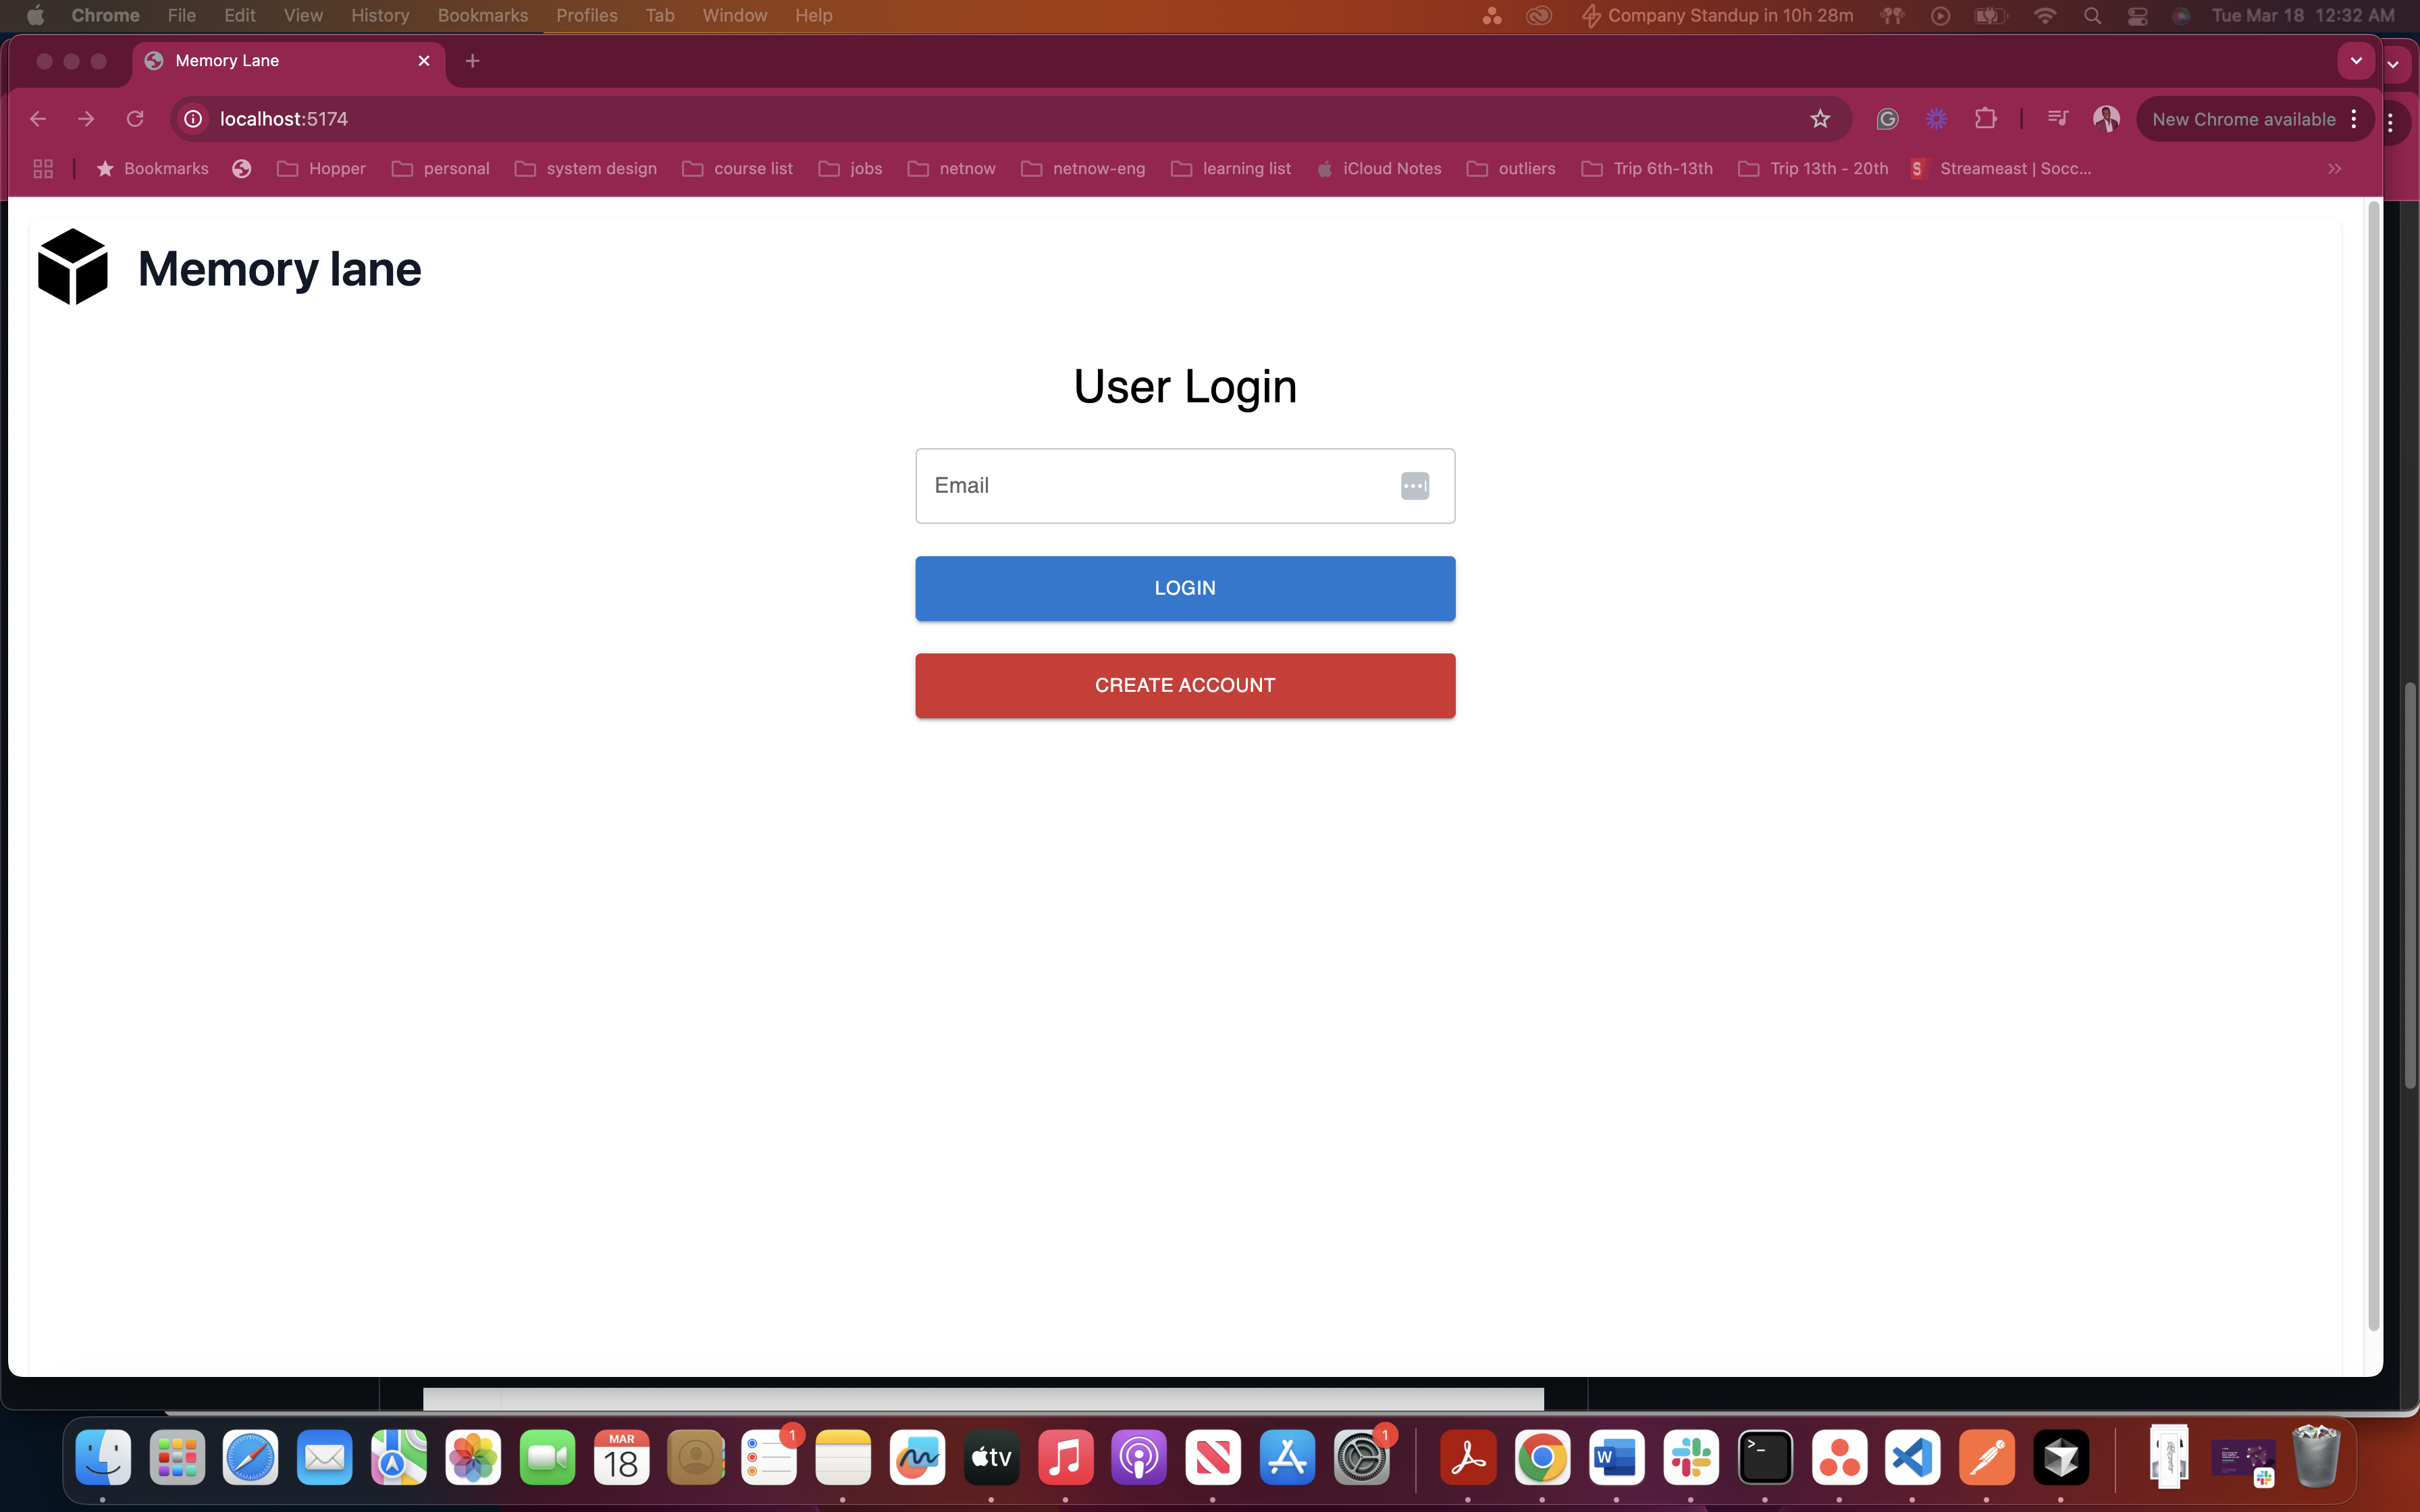 Chrome File Edit View History Bookmarks Profiles Tab Window Help Company Standup in 10h 28m Tue Mar 18 12:32 AM
Memory Lane
localhost:5174 New Chrome available
Bookmarks Hopper personal system design course list jobs netnow netnow-eng learning list iCloud Notes outliers Trip 6th-13th Trip 13th - 20th S Streameast | Socc...
Memory lane
User Login
Email
LOGIN
CREATE ACCOUNT
MAR 1 tv 1 W >_
18